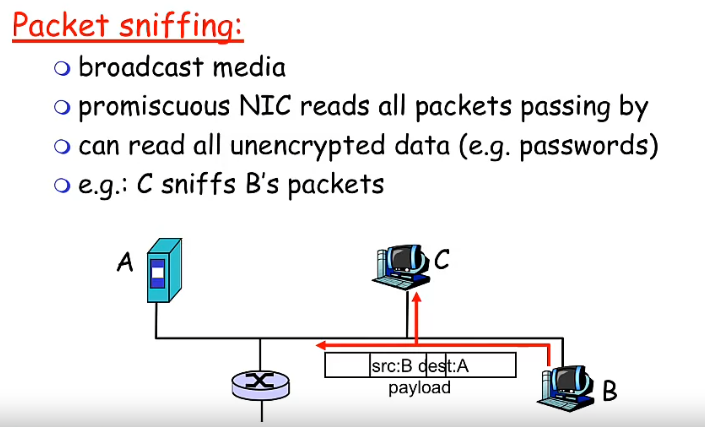 Packet sniffing:
broadcast media
promiscuous NIC reads all packets passing by
can read all unencrypted data (e.g. passwords)
e.g.: C sniffs B's packets
A
C
src:B dest:A
payload
B